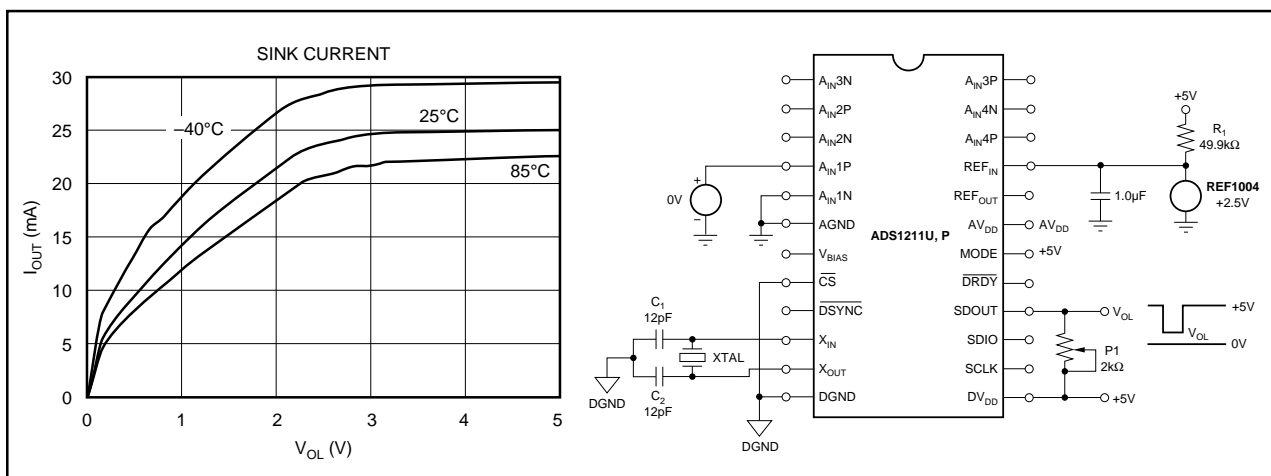 SINK CURRENT
30
25
20
15
10
5
0
I_OUT (mA)
–40°C
25°C
85°C
0 1 2 3 4 5
V_OL (V)
A_IN3N
A_IN2P
A_IN2N
A_IN1P
A_IN1N
AGND
V_BIAS
CS
DSYNC
X_IN
X_OUT
DGND
ADS1211U, P
A_IN3P
A_IN4N
A_IN4P
REF_IN
REF_OUT
AV_DD
MODE
DRDY
SDOUT
SDIO
SCLK
DV_DD
+
0V
–
C1
12pF
XTAL
C2
12pF
DGND
DGND
+5V
R1
49.9kΩ
1.0µF
REF1004
+2.5V
AV_DD
+5V
V_OL
P1
2kΩ
+5V
+5V
V_OL
0V